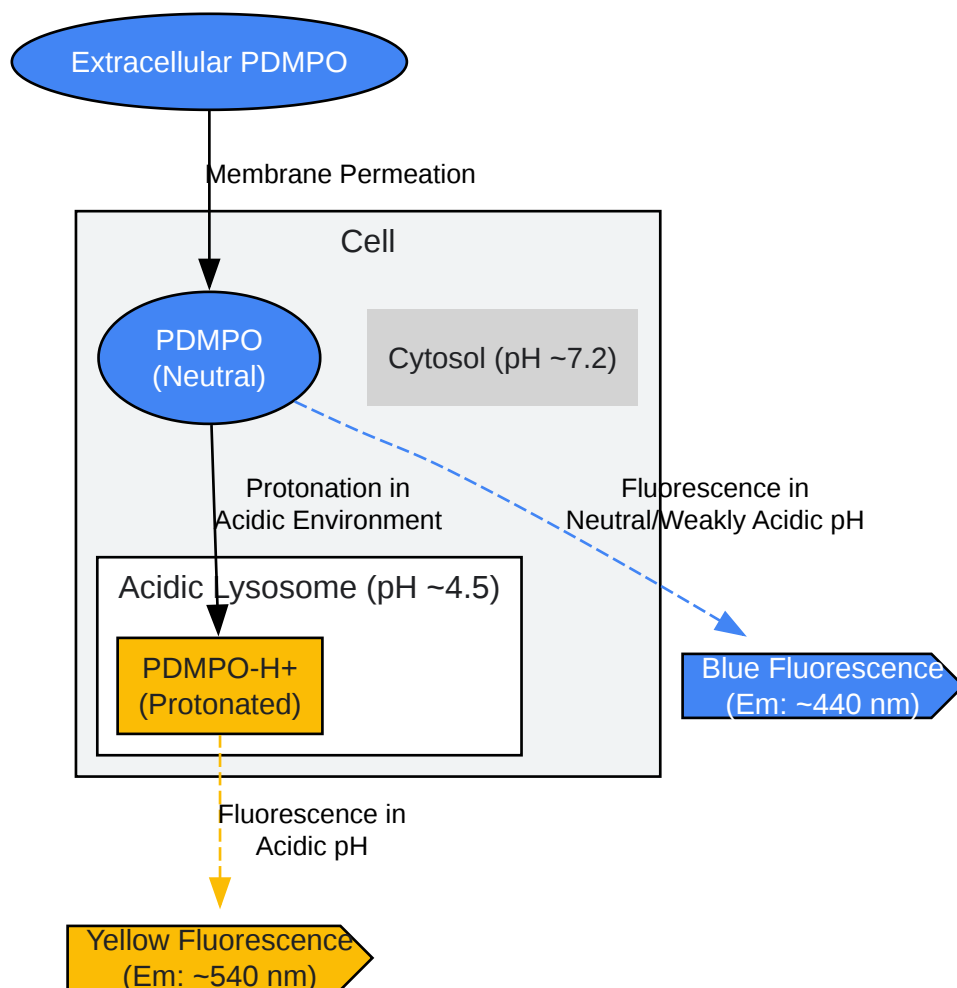 Extracellular PDMPO
Membrane Permeation
Cell
PDMPO
(Neutral)
Cytosol (pH ~7.2)
Protonation in
Acidic Environment
Fluorescence in
Neutral/Weakly Acidic pH
Acidic Lysosome (pH ~4.5)
PDMPO-H+
(Protonated)
Blue Fluorescence
(Em: ~440 nm)
Fluorescence in
Acidic pH
Yellow Fluorescence
(Em: ~540 nm)